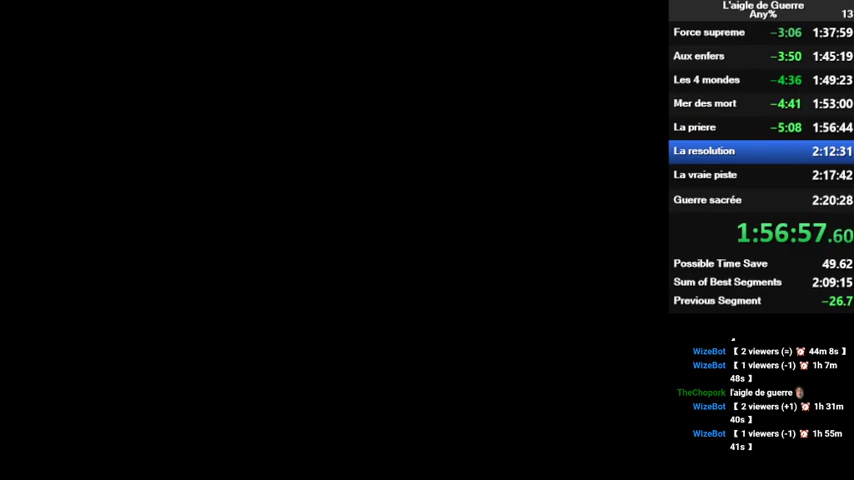 L'aigle de Guerre
Any% 13
Force supreme -3:06 1:37:59
Aux enfers -3:50 1:45:19
Les 4 mondes -4:36 1:49:23
Mer des mort -4:41 1:53:00
La priere -5:08 1:56:44
La resolution 2:12:31
La vraie piste 2:17:42
Guerre sacrée 2:20:28
1:56:57.60
Possible Time Save 49.62
Sum of Best Segments 2:09:15
Previous Segment -26.7
WizeBot 【 2 viewers (=) ⏰ 44m 8s 】
WizeBot 【 1 viewers (-1) ⏰ 1h 7m
48s 】
TheChopork l'aigle de guerre
WizeBot 【 2 viewers (+1) ⏰ 1h 31m
40s 】
WizeBot 【 1 viewers (-1) ⏰ 1h 55m
41s 】